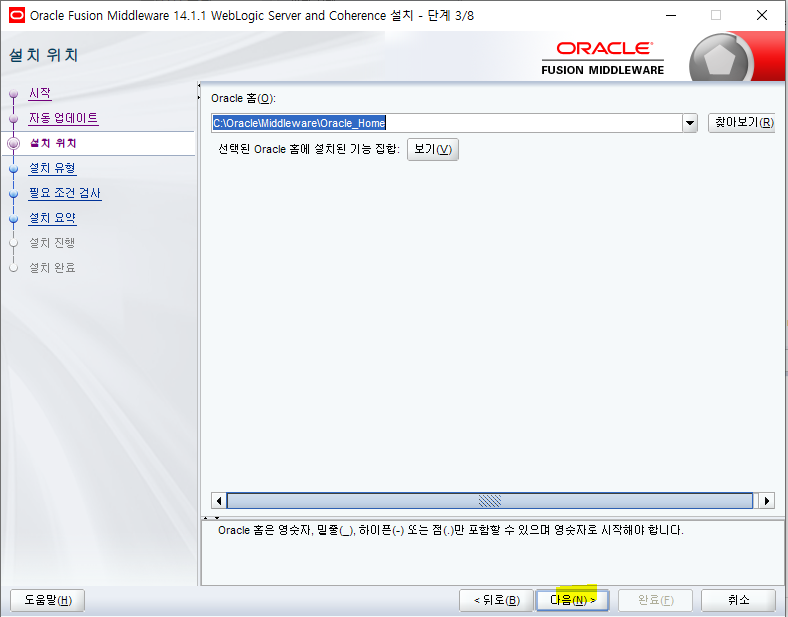 Oracle Fusion Middleware 14.1.1 WebLogic Server and Coherence 설치 - 단계 3/8
설치 위치
ORACLE
FUSION MIDDLEWARE
시작
자동 업데이트
설치 위치
설치 유형
필요 조건 검사
설치 요약
설치 진행
설치 완료
Oracle 홈(O):
C:\Oracle\Middleware\Oracle_Home
찾아보기(R)
선택된 Oracle 홈에 설치된 기능 집합: 보기(V)
Oracle 홈은 영숫자, 밑줄(_), 하이픈(-) 또는 점(.)만 포함할 수 있으며 영숫자로 시작해야 합니다.
도움말(H)
< 뒤로(B)
다음(N) >
완료(F)
취소